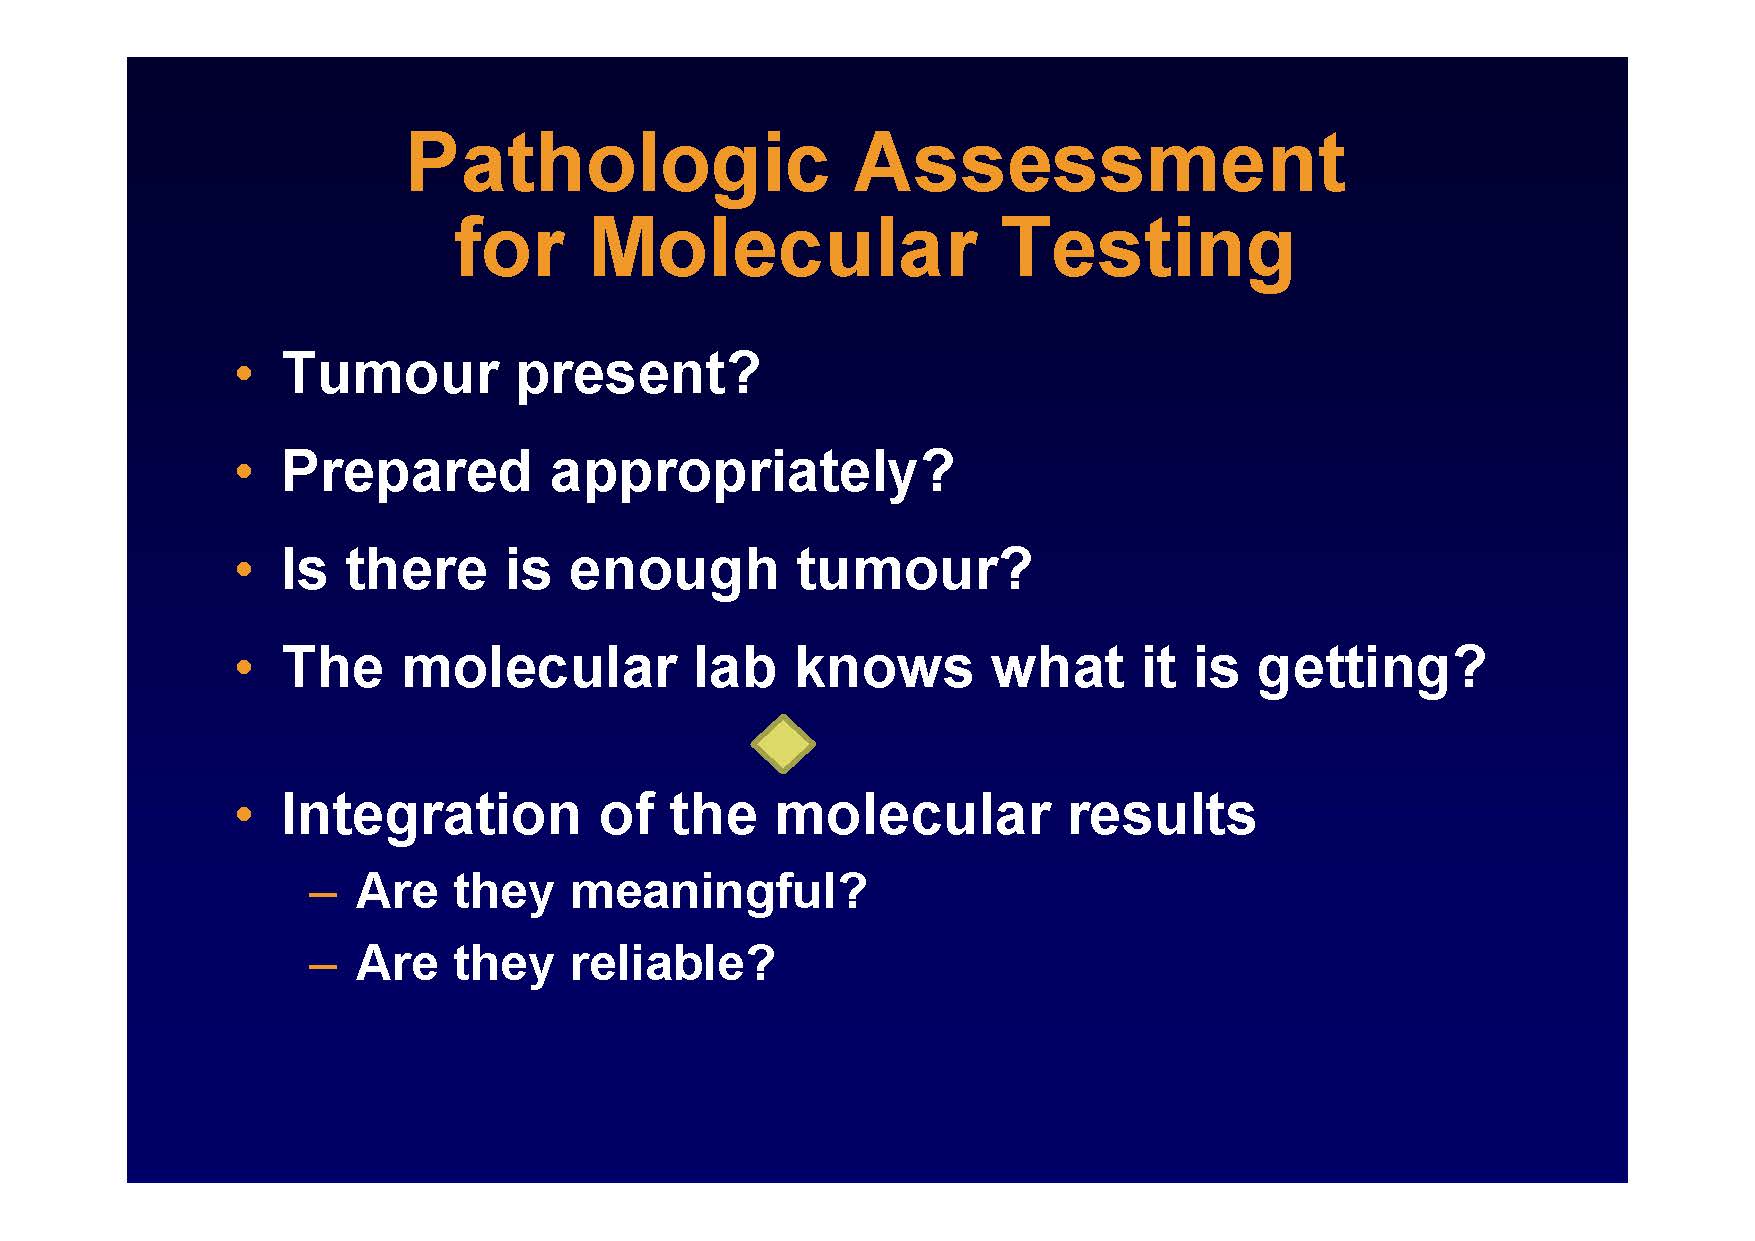 Pathologic Assessment
for Molecular Testing
• Tumour present?
• Prepared appropriately?
• Is there is enough tumour?
• The molecular lab knows what it is getting?
• Integration of the molecular results
– Are they meaningful?
– Are they reliable?